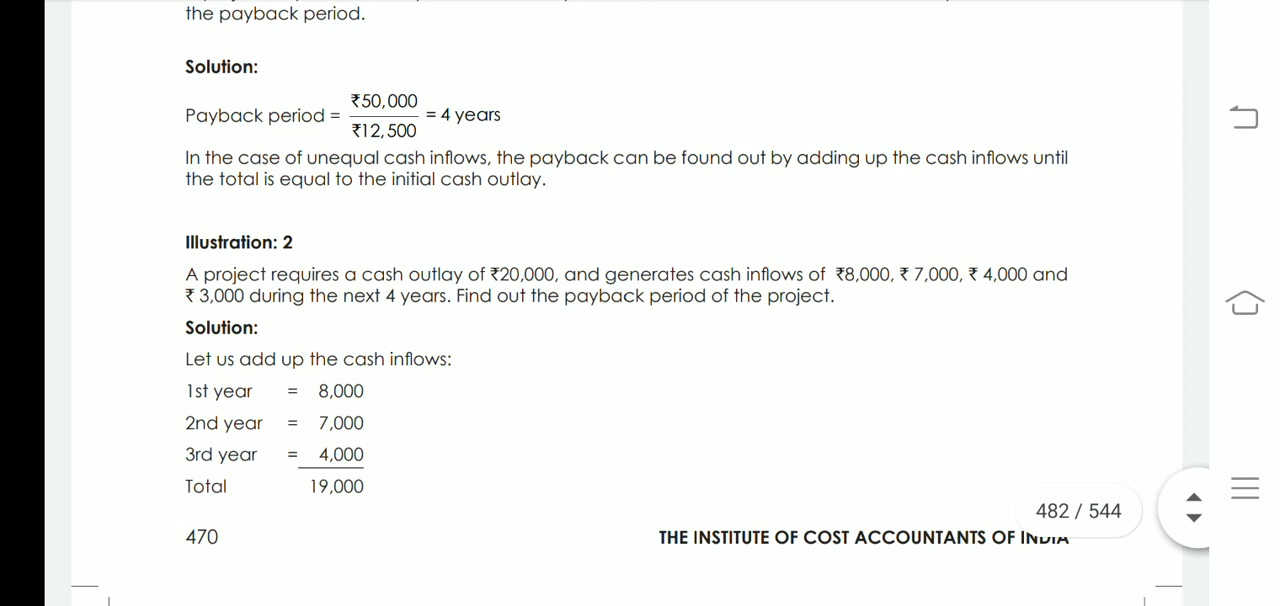 the payback period.
Solution:
Payback period = ₹50,000 / ₹12,500 = 4 years
In the case of unequal cash inflows, the payback can be found out by adding up the cash inflows until
the total is equal to the initial cash outlay.
Illustration: 2
A project requires a cash outlay of ₹20,000, and generates cash inflows of ₹8,000, ₹ 7,000, ₹ 4,000 and
₹ 3,000 during the next 4 years. Find out the payback period of the project.
Solution:
Let us add up the cash inflows:
1st year = 8,000
2nd year = 7,000
3rd year = 4,000
Total 19,000
482 / 544
470 THE INSTITUTE OF COST ACCOUNTANTS OF INDIA